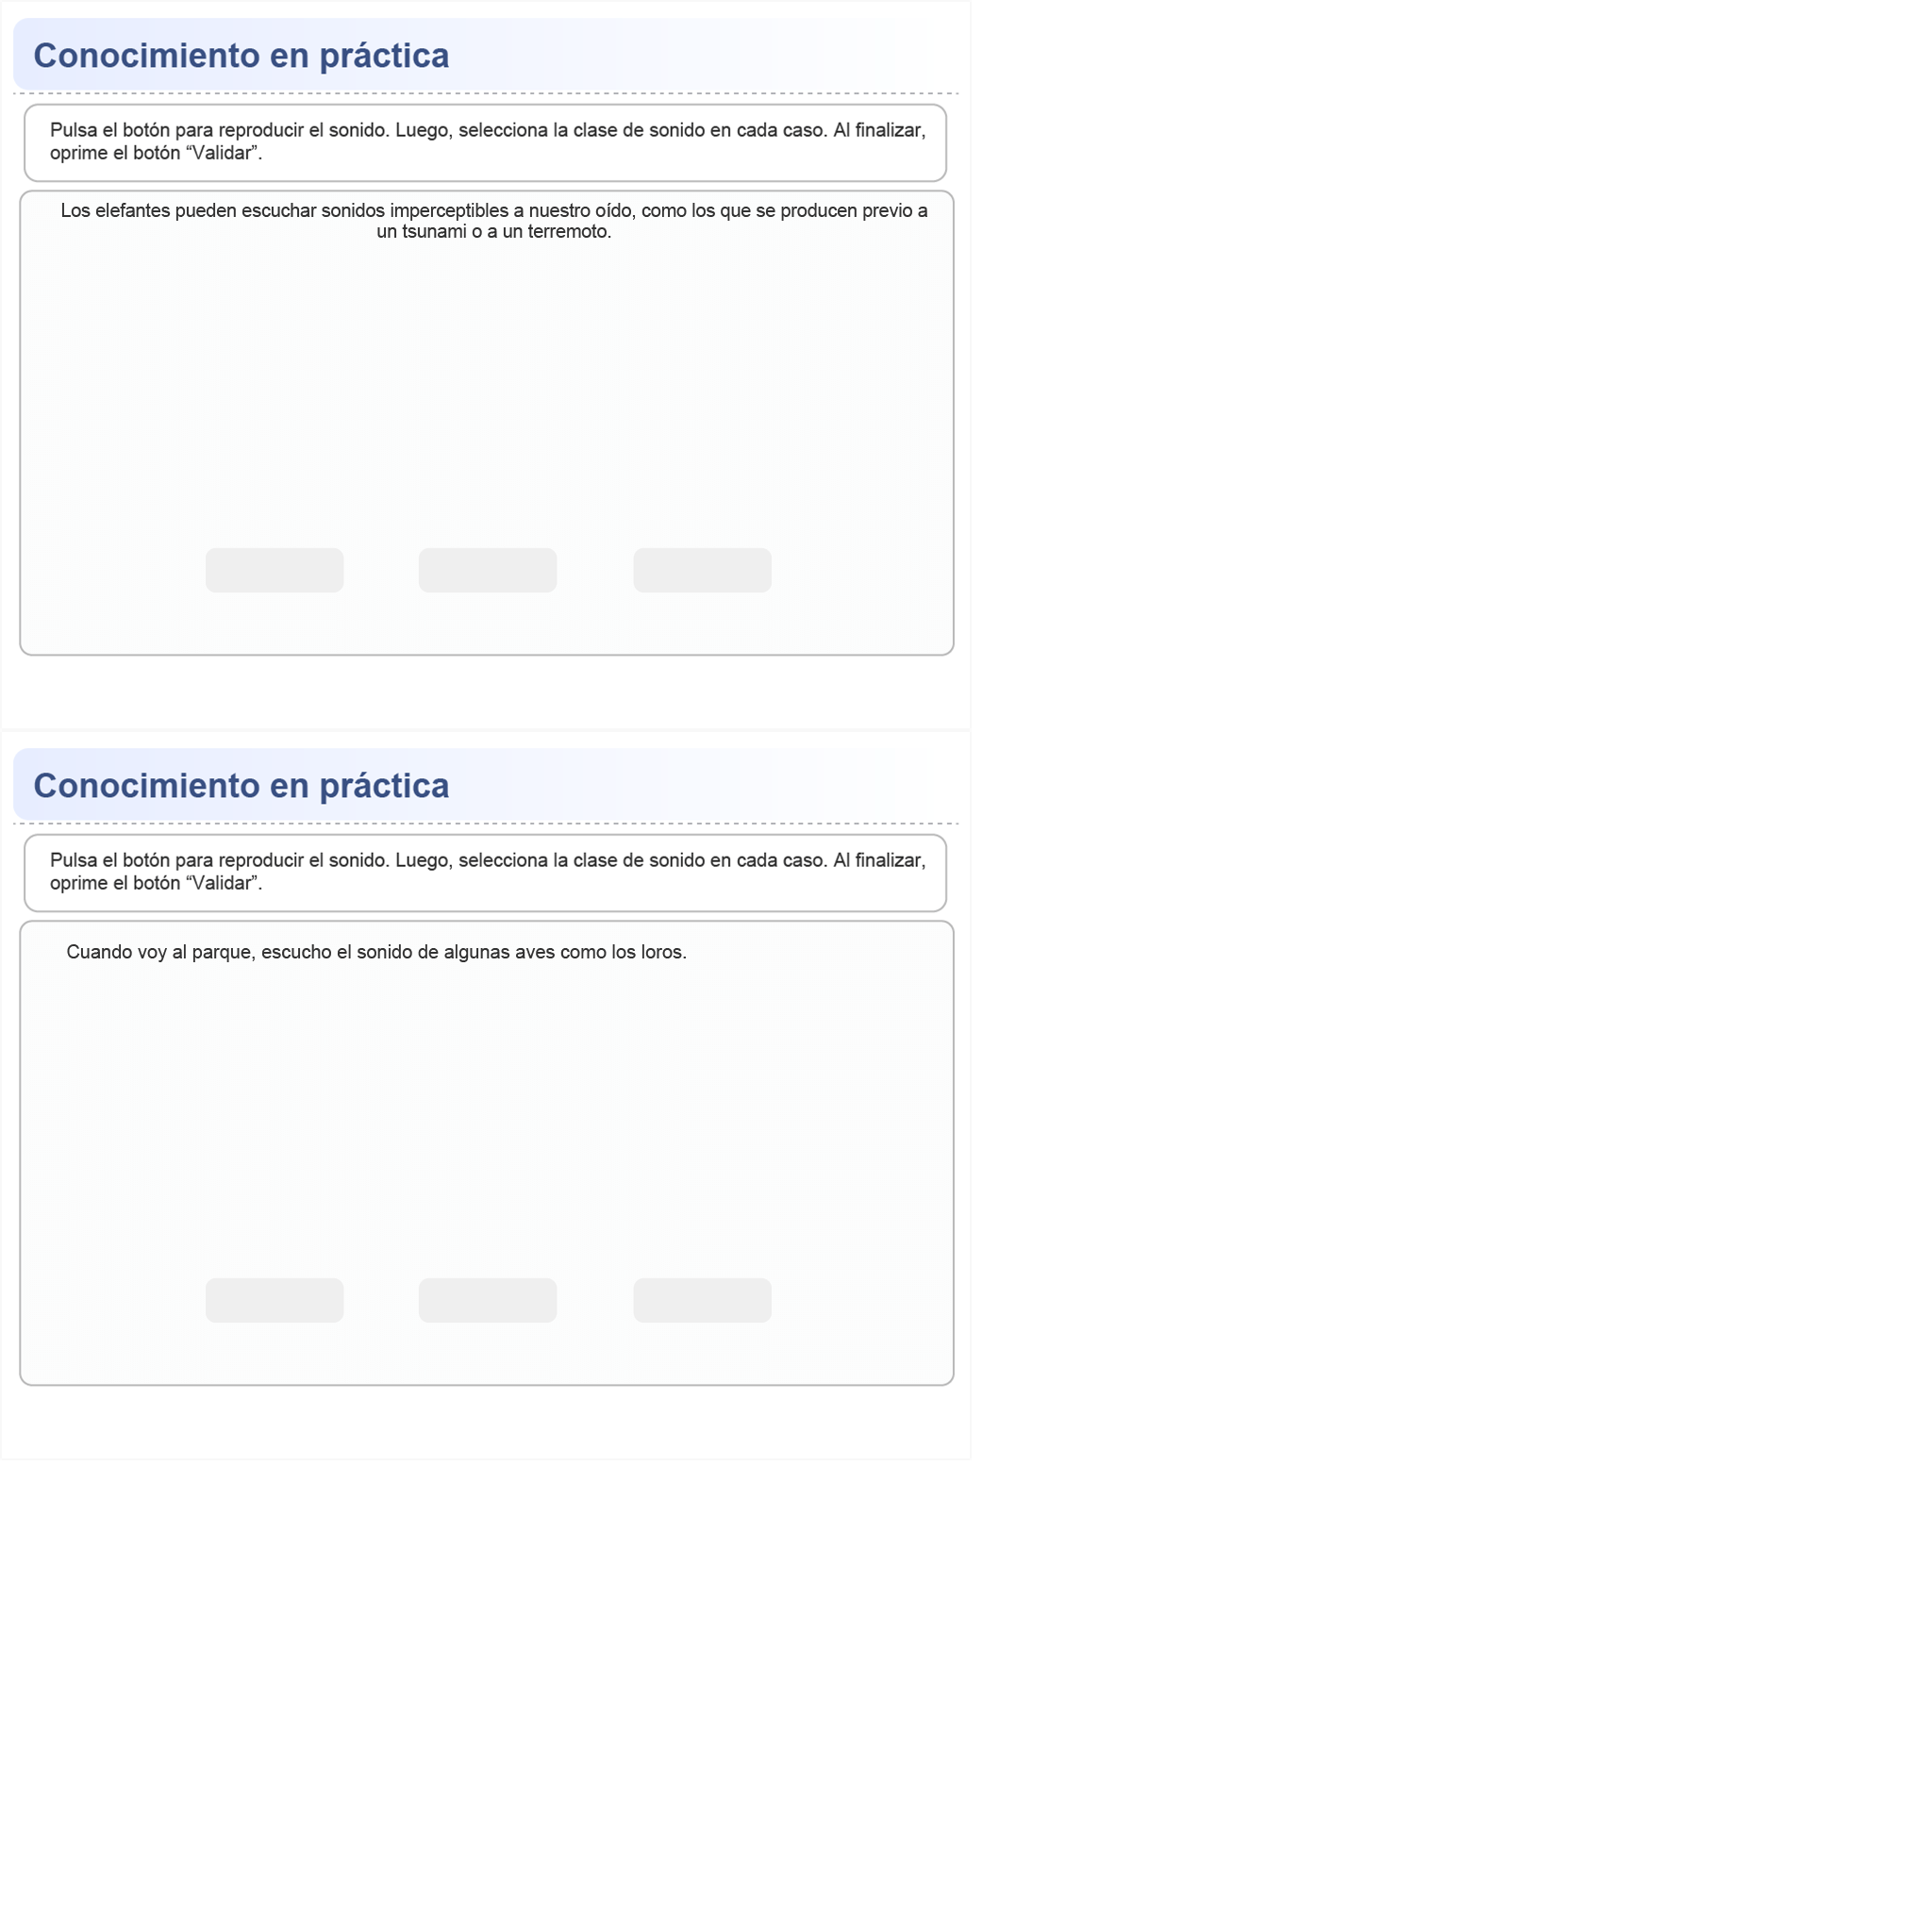 Conocimiento en práctica
Pulsa el botón para reproducir el sonido. Luego, selecciona la clase de sonido en cada caso. Al finalizar,
oprime el botón “Validar”.
Los elefantes pueden escuchar sonidos imperceptibles a nuestro oído, como los que se producen previo a
un tsunami o a un terremoto.
Conocimiento en práctica
Pulsa el botón para reproducir el sonido. Luego, selecciona la clase de sonido en cada caso. Al finalizar,
oprime el botón “Validar”.
Cuando voy al parque, escucho el sonido de algunas aves como los loros.